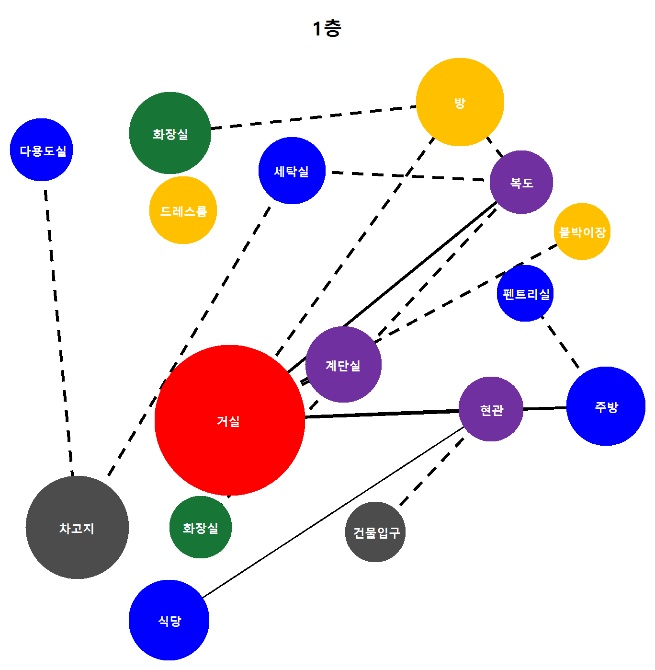 1층
방
화장실
다용도실
세탁실
복도
드레스룸
붙박이장
펜트리실
계단실
현관
주방
거실
차고지
화장실
건물입구
식당